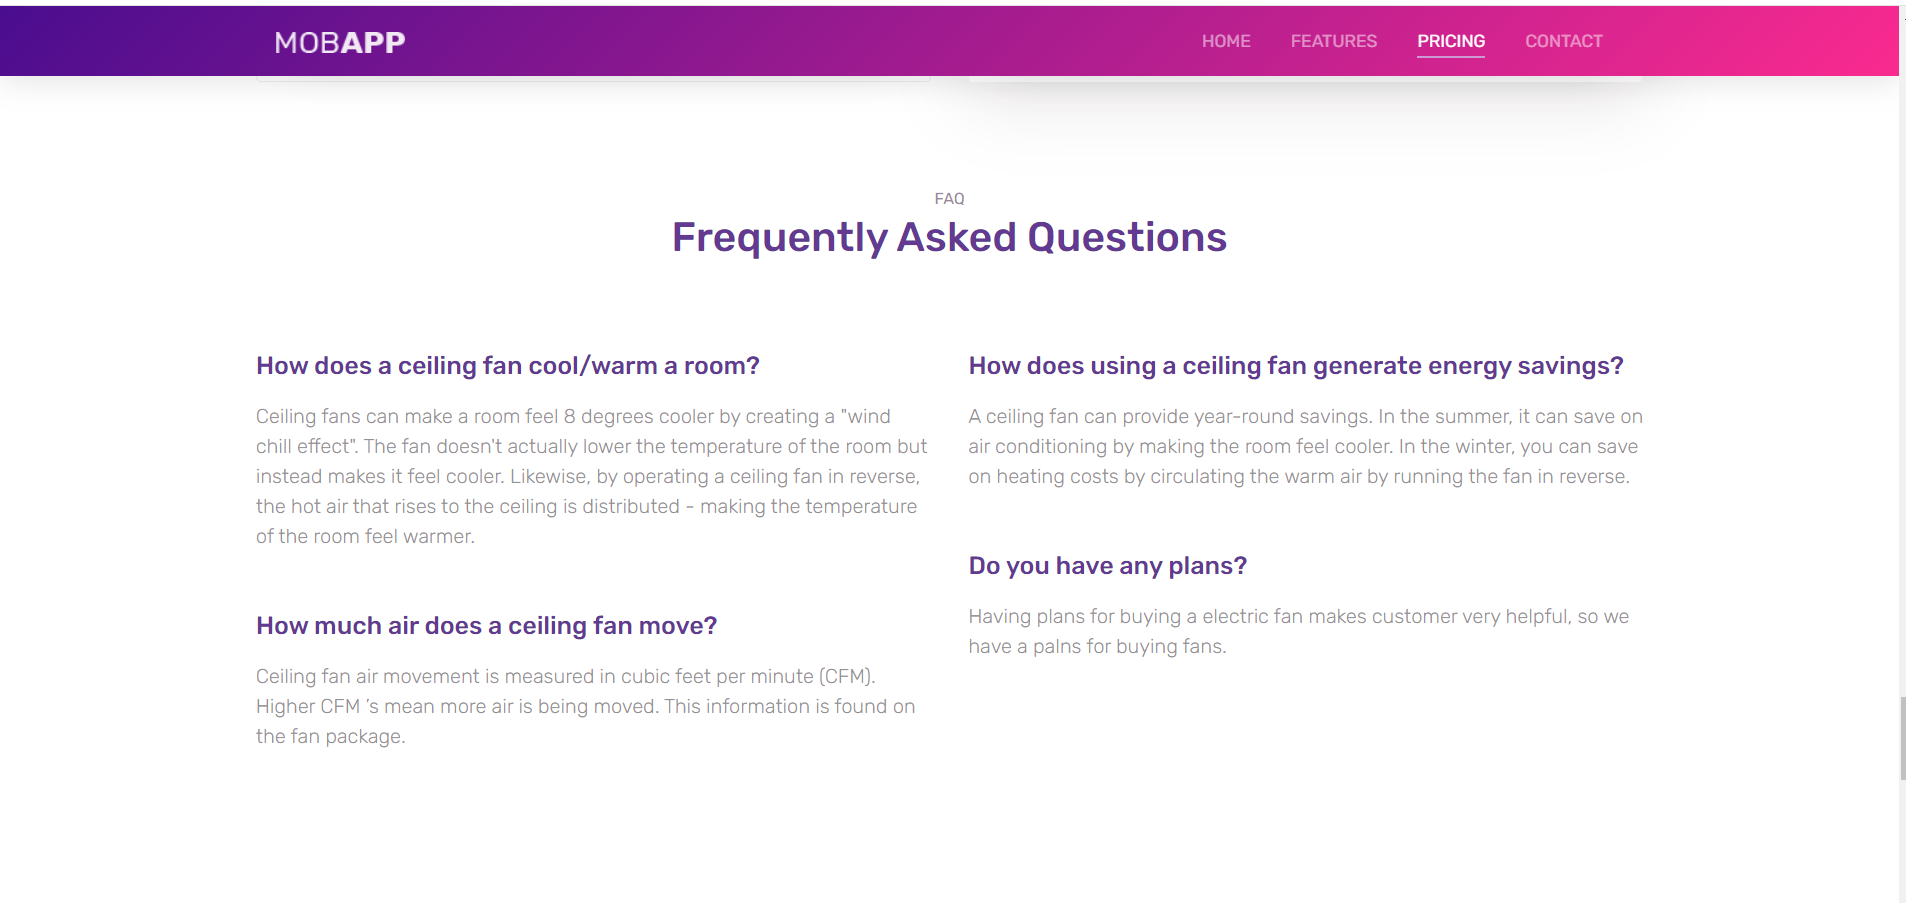 MOBAPP
HOME FEATURES PRICING CONTACT
FAQ
Frequently Asked Questions
How does a ceiling fan cool/warm a room?
Ceiling fans can make a room feel 8 degrees cooler by creating a "wind
chill effect". The fan doesn't actually lower the temperature of the room but
instead makes it feel cooler. Likewise, by operating a ceiling fan in reverse,
the hot air that rises to the ceiling is distributed - making the temperature
of the room feel warmer.
How much air does a ceiling fan move?
Ceiling fan air movement is measured in cubic feet per minute (CFM).
Higher CFM ’s mean more air is being moved. This information is found on
the fan package.
How does using a ceiling fan generate energy savings?
A ceiling fan can provide year-round savings. In the summer, it can save on
air conditioning by making the room feel cooler. In the winter, you can save
on heating costs by circulating the warm air by running the fan in reverse.
Do you have any plans?
Having plans for buying a electric fan makes customer very helpful, so we
have a palns for buying fans.